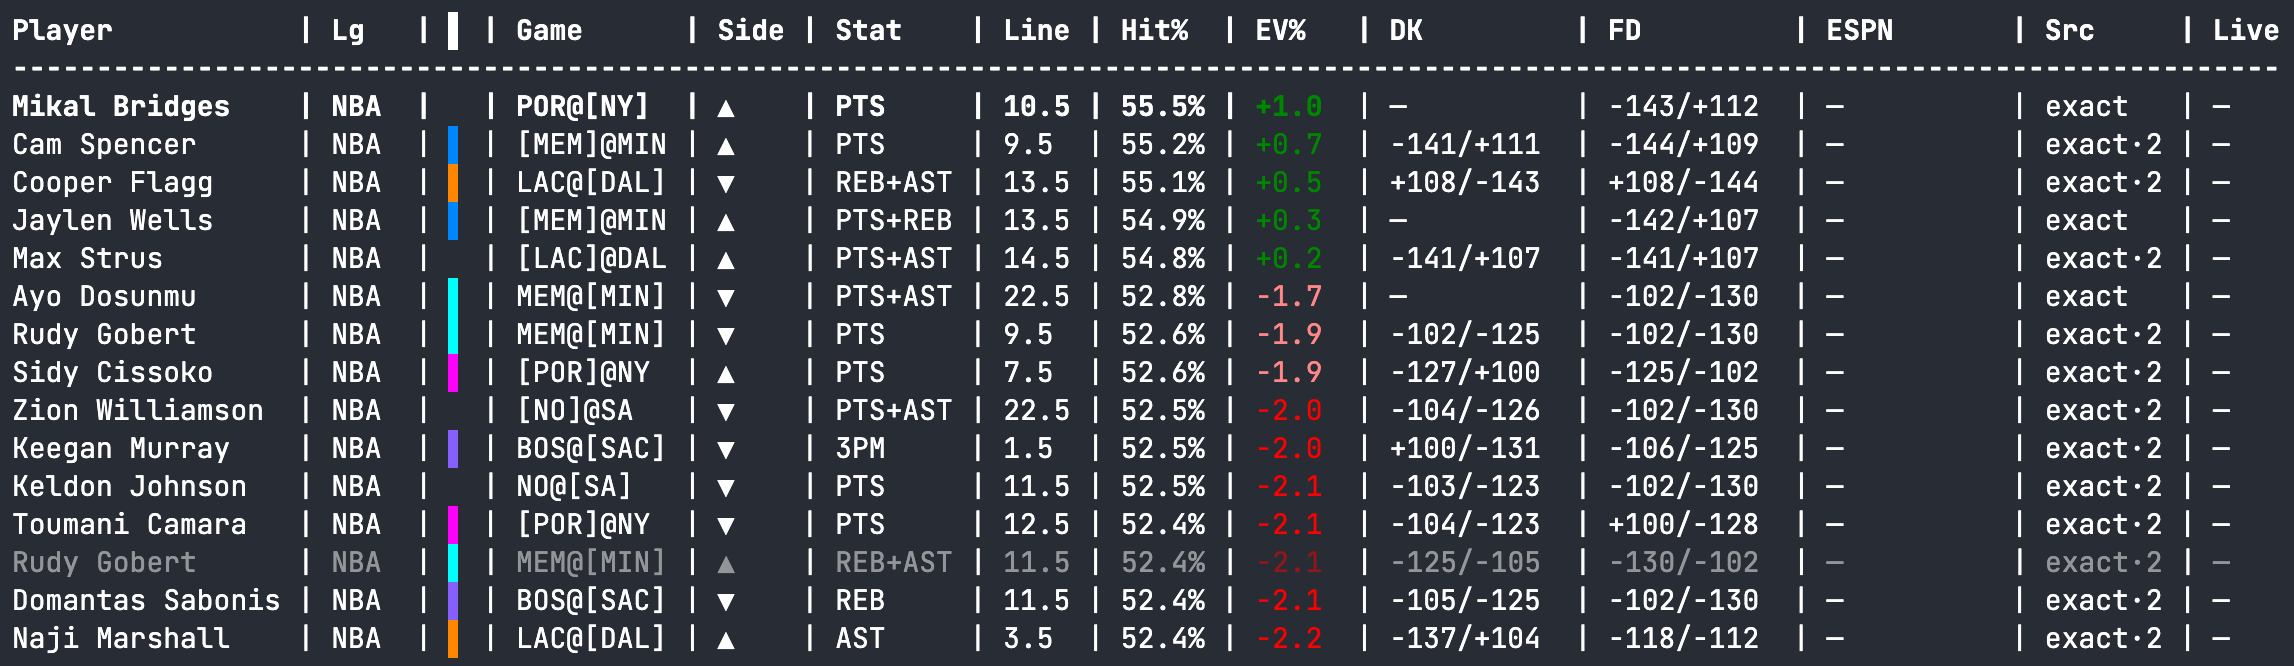 Player | Lg | | Game | Side | Stat | Line | Hit% | EV% | DK | FD | ESPN | Src | Live
---------------------------------------------------------------------------------------------------------------------------------------
Mikal Bridges | NBA | | POR@[NY] | ▲ | PTS | 10.5 | 55.5% | +1.0 | — | -143/+112 | — | exact | —
Cam Spencer | NBA | | [MEM]@MIN | ▲ | PTS | 9.5 | 55.2% | +0.7 | -141/+111 | -144/+109 | — | exact·2 | —
Cooper Flagg | NBA | | LAC@[DAL] | ▼ | REB+AST | 13.5 | 55.1% | +0.5 | +108/-143 | +108/-144 | — | exact·2 | —
Jaylen Wells | NBA | | [MEM]@MIN | ▲ | PTS+REB | 13.5 | 54.9% | +0.3 | — | -142/+107 | — | exact | —
Max Strus | NBA | | [LAC]@DAL | ▲ | PTS+AST | 14.5 | 54.8% | +0.2 | -141/+107 | -141/+107 | — | exact·2 | —
Ayo Dosunmu | NBA | | MEM@[MIN] | ▼ | PTS+AST | 22.5 | 52.8% | -1.7 | — | -102/-130 | — | exact | —
Rudy Gobert | NBA | | MEM@[MIN] | ▼ | PTS | 9.5 | 52.6% | -1.9 | -102/-125 | -102/-130 | — | exact·2 | —
Sidy Cissoko | NBA | | [POR]@NY | ▲ | PTS | 7.5 | 52.6% | -1.9 | -127/+100 | -125/-102 | — | exact·2 | —
Zion Williamson | NBA | | [NO]@SA | ▼ | PTS+AST | 22.5 | 52.5% | -2.0 | -104/-126 | -102/-130 | — | exact·2 | —
Keegan Murray | NBA | | BOS@[SAC] | ▼ | 3PM | 1.5 | 52.5% | -2.0 | +100/-131 | -106/-125 | — | exact·2 | —
Keldon Johnson | NBA | | NO@[SA] | ▼ | PTS | 11.5 | 52.5% | -2.1 | -103/-123 | -102/-130 | — | exact·2 | —
Toumani Camara | NBA | | [POR]@NY | ▼ | PTS | 12.5 | 52.4% | -2.1 | -104/-123 | +100/-128 | — | exact·2 | —
Rudy Gobert | NBA | | MEM@[MIN] | ▲ | REB+AST | 11.5 | 52.4% | -2.1 | -125/-105 | -130/-102 | — | exact·2 | —
Domantas Sabonis | NBA | | BOS@[SAC] | ▼ | REB | 11.5 | 52.4% | -2.1 | -105/-125 | -102/-130 | — | exact·2 | —
Naji Marshall | NBA | | LAC@[DAL] | ▲ | AST | 3.5 | 52.4% | -2.2 | -137/+104 | -118/-112 | — | exact·2 | —